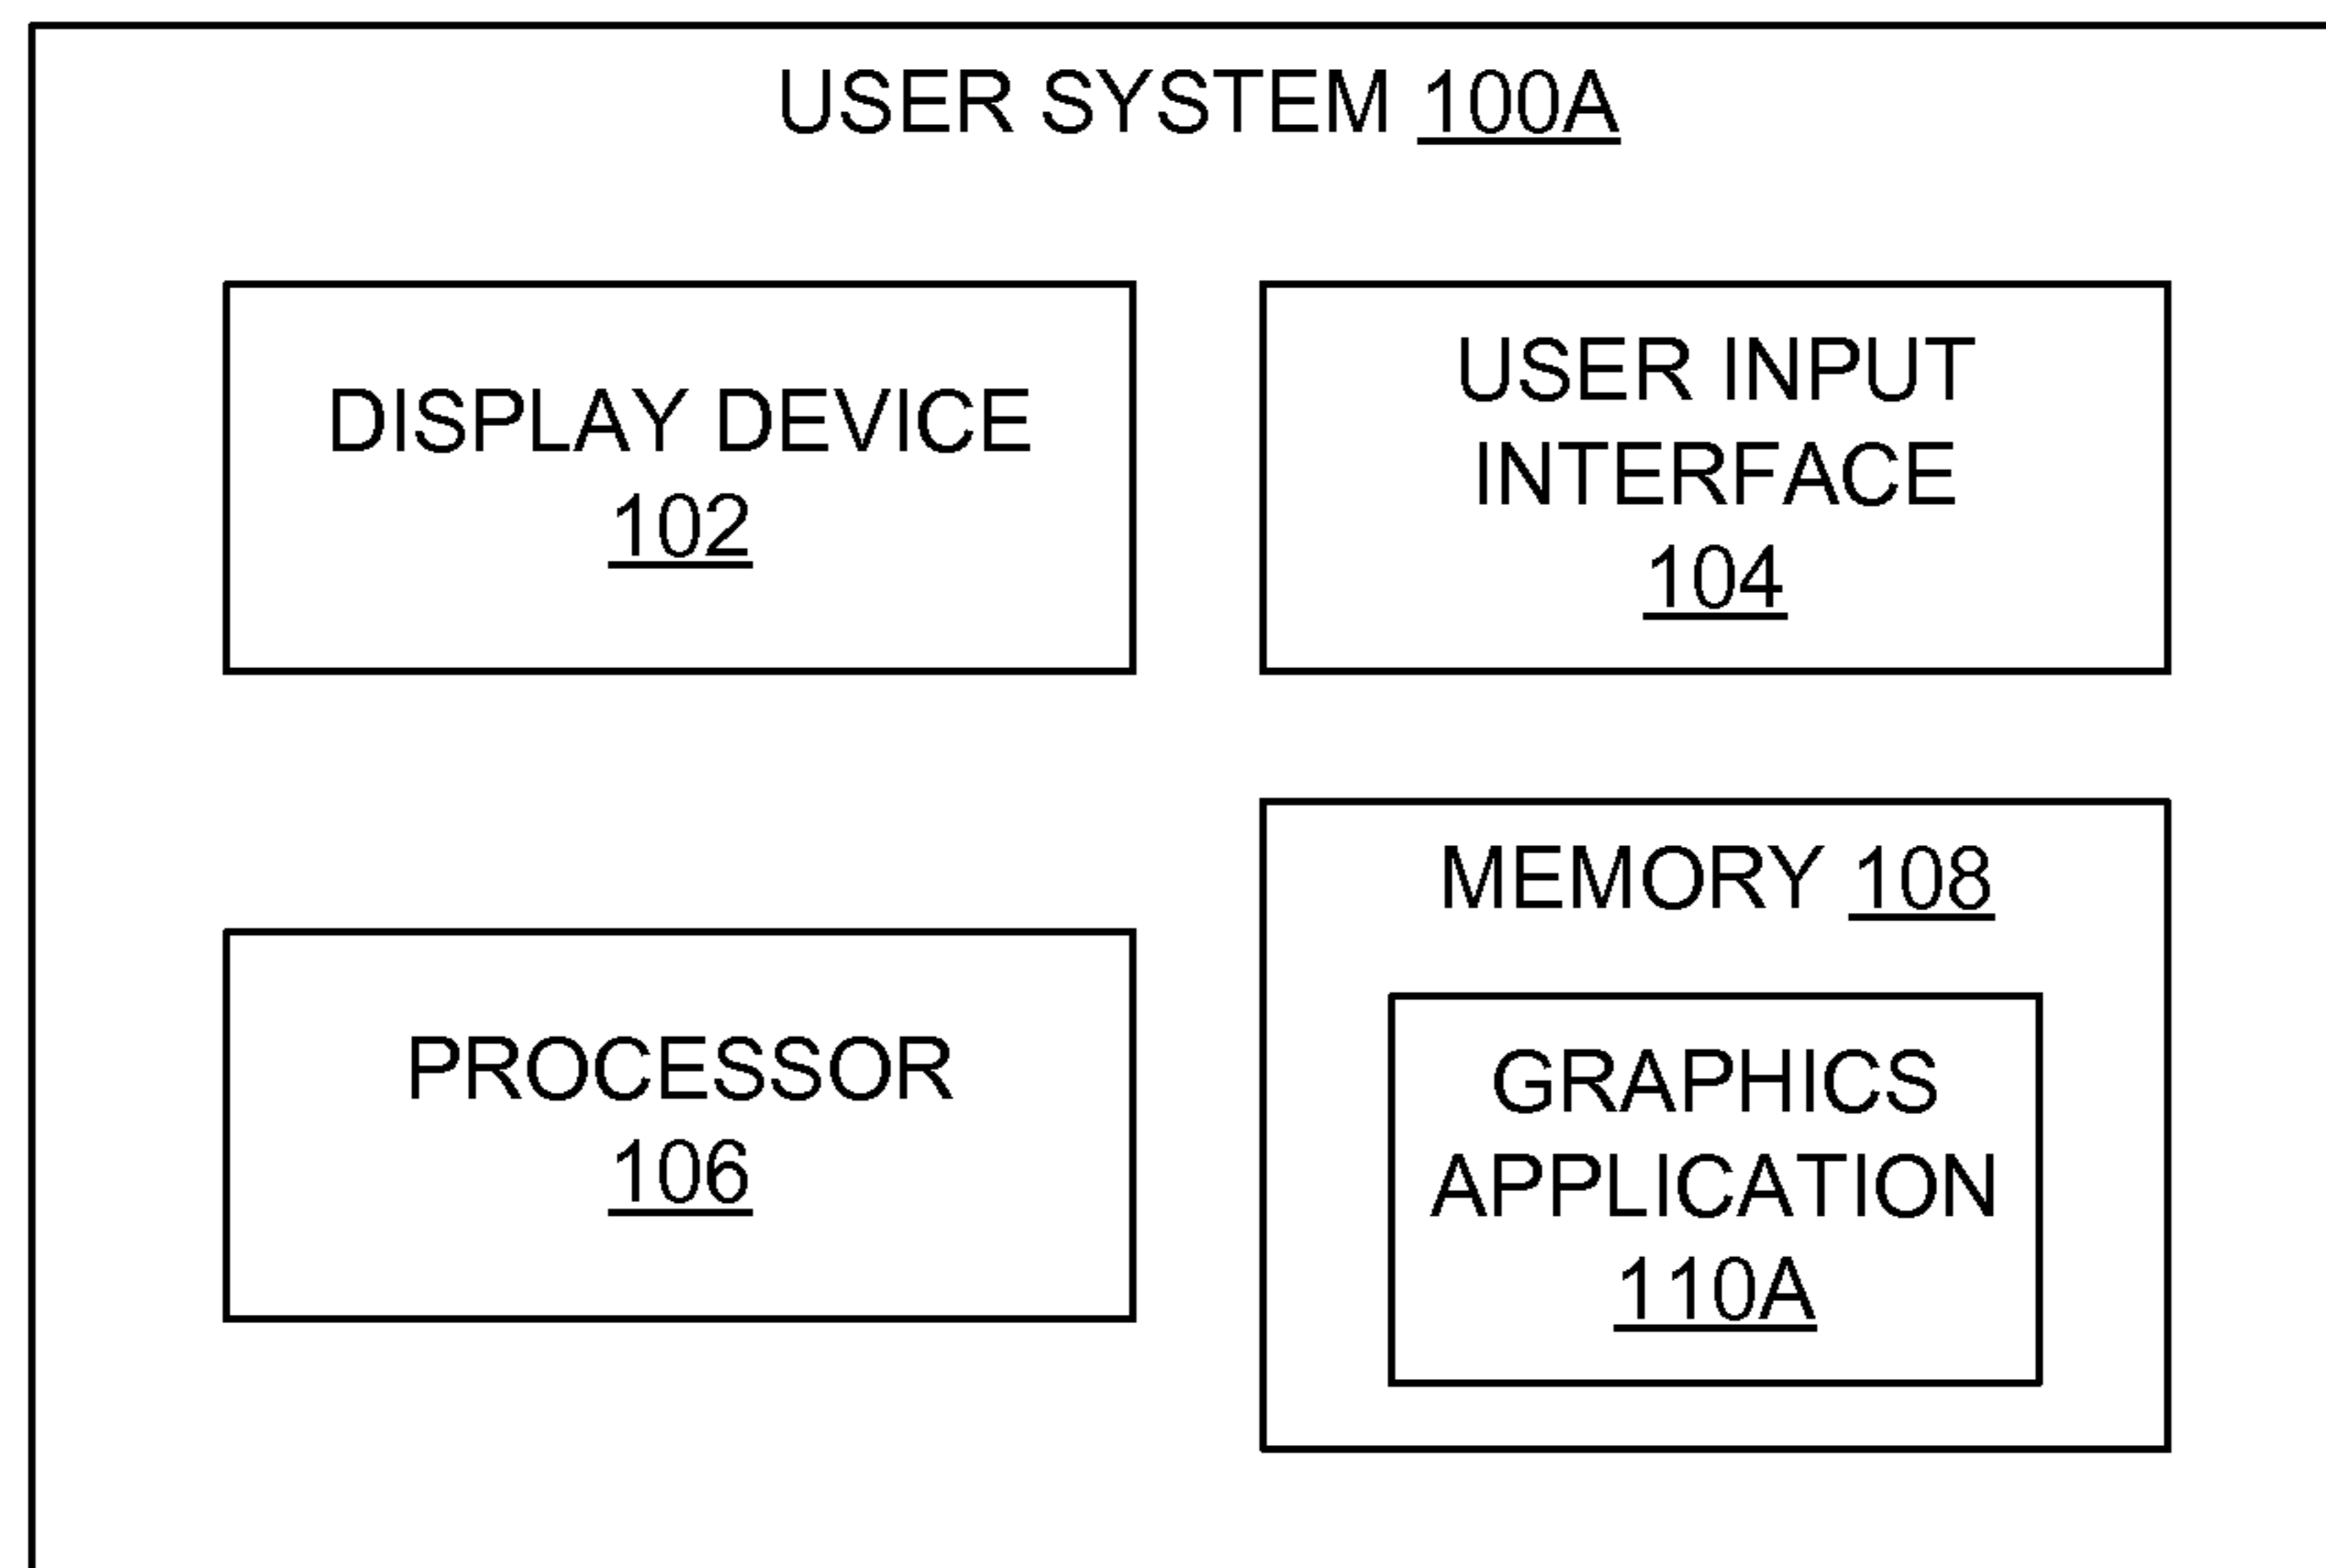 USER SYSTEM 100A
DISPLAY DEVICE
102
USER INPUT
INTERFACE
104
PROCESSOR
106
MEMORY 108
GRAPHICS
APPLICATION
110A